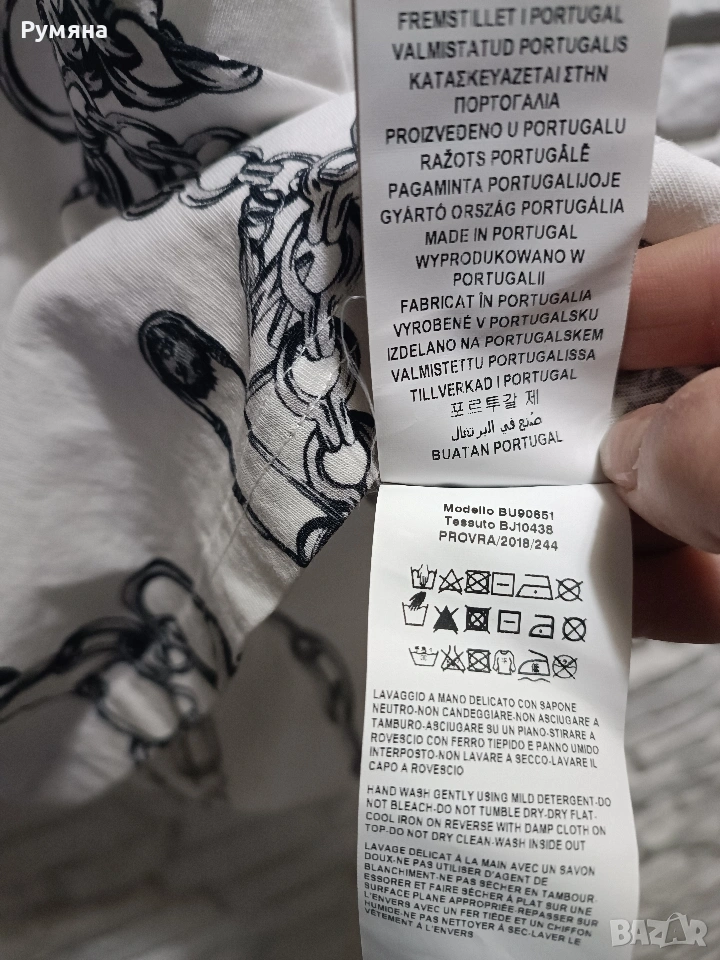 Румяна
FREMSTILLET I PORTUGAL
VALMISTATUD PORTUGALIS
ΚΑΤΑΣΚΕΥΑΖΕΤΑΙ ΣΤΗΝ
ΠΟΡΤΟΓΑΛΙΑ
PROIZVEDENO U PORTUGALU
RAŽOTS PORTUGĀLĒ
PAGAMINTA PORTUGALIJOJE
GYÁRTÓ ORSZÁG PORTUGÁLIA
MADE IN PORTUGAL
WYPRODUKOWANO W
PORTUGALII
FABRICAT ÎN PORTUGALIA
VYROBENÉ V PORTUGALSKU
IZDELANO NA PORTUGALSKEM
VALMISTETTU PORTUGALISSA
TILLVERKAD I PORTUGAL
포르투갈 제
صُنع في البرتغال
BUATAN PORTUGAL
Modello BU90651
Tessuto BJ10438
PROVRA/2018/244
LAVAGGIO A MANO DELICATO CON SAPONE
NEUTRO-NON CANDEGGIARE-NON ASCIUGARE A
TAMBURO-ASCIUGARE SU UN PIANO-STIRARE A
ROVESCIO CON FERRO TIEPIDO E PANNO UMIDO
INTERPOSTO-NON LAVARE A SECCO-LAVARE IL
CAPO A ROVESCIO
HAND WASH GENTLY USING MILD DETERGENT-DO
NOT BLEACH-DO NOT TUMBLE DRY-DRY FLAT-
COOL IRON ON REVERSE WITH DAMP CLOTH ON
TOP-DO NOT DRY CLEAN-WASH INSIDE OUT
LAVAGE DELICAT À LA MAIN AVEC UN SAVON
DOUX-NE PAS UTILISER D'AGENT DE
BLANCHIMENT-NE PAS SÉCHER EN TAMBOUR.
ESSORER ET FAIRE SÉCHER À PLAT SUR UNE
SURFACE PLANE APPROPRIÉE-REPASSER SUR
L'ENVERS AVEC UN FER TIÈDE ET UN CHIFFON
HUMIDE-NE PAS NETTOYER À SEC-LAVER LE
VÊTEMENT À L'ENVERS
BAZAR